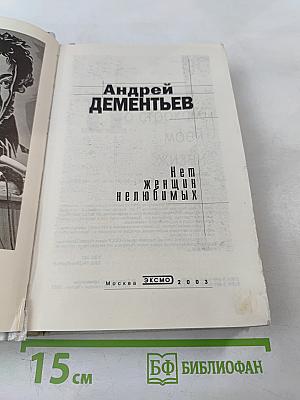 Андрей
ДЕМЕНТЬЕВ
Нет
женщин
нелюбимых
Москва ЭКСМО 2003
15 см
БФ БИБЛИОФАН